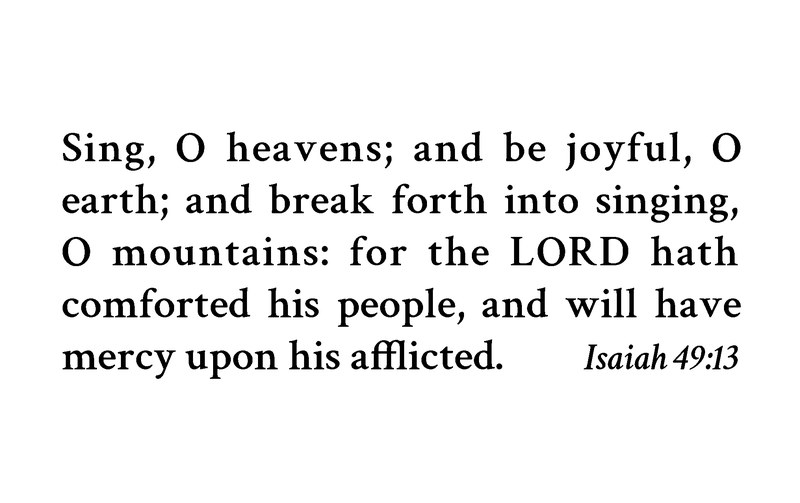 Sing, O heavens; and be joyful, O
earth; and break forth into singing,
O mountains: for the LORD hath
comforted his people, and will have
mercy upon his afflicted. Isaiah 49:13